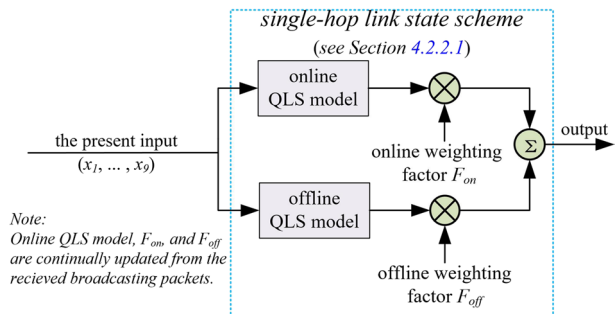 single-hop link state scheme
(see Section 4.2.2.1)
online
QLS model
the present input
(x1, ... , x9)
online weighting
factor Fon
Σ
output
offline
QLS model
offline weighting
factor Foff
Note:
Online QLS model, Fon, and Foff
are continually updated from the
recieved broadcasting packets.